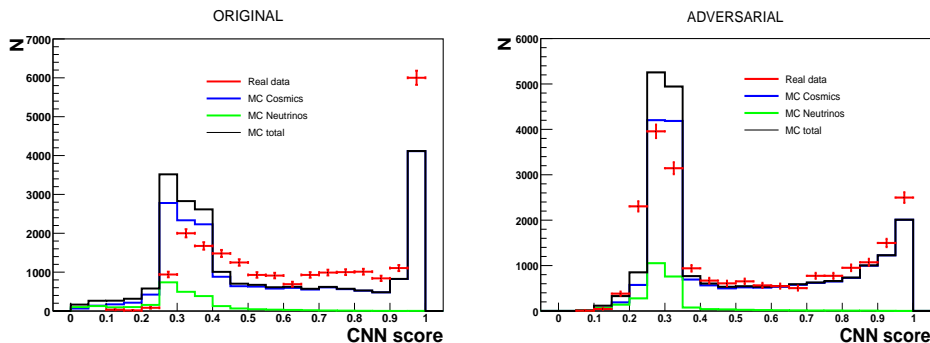 ORIGINAL
N
7000
6000
5000
4000
3000
2000
1000
0
Real data
MC Cosmics
MC Neutrinos
MC total
0 0.1 0.2 0.3 0.4 0.5 0.6 0.7 0.8 0.9 1
CNN score
ADVERSARIAL
N
6000
5000
4000
3000
2000
1000
0
Real data
MC Cosmics
MC Neutrinos
MC total
0 0.1 0.2 0.3 0.4 0.5 0.6 0.7 0.8 0.9 1
CNN score